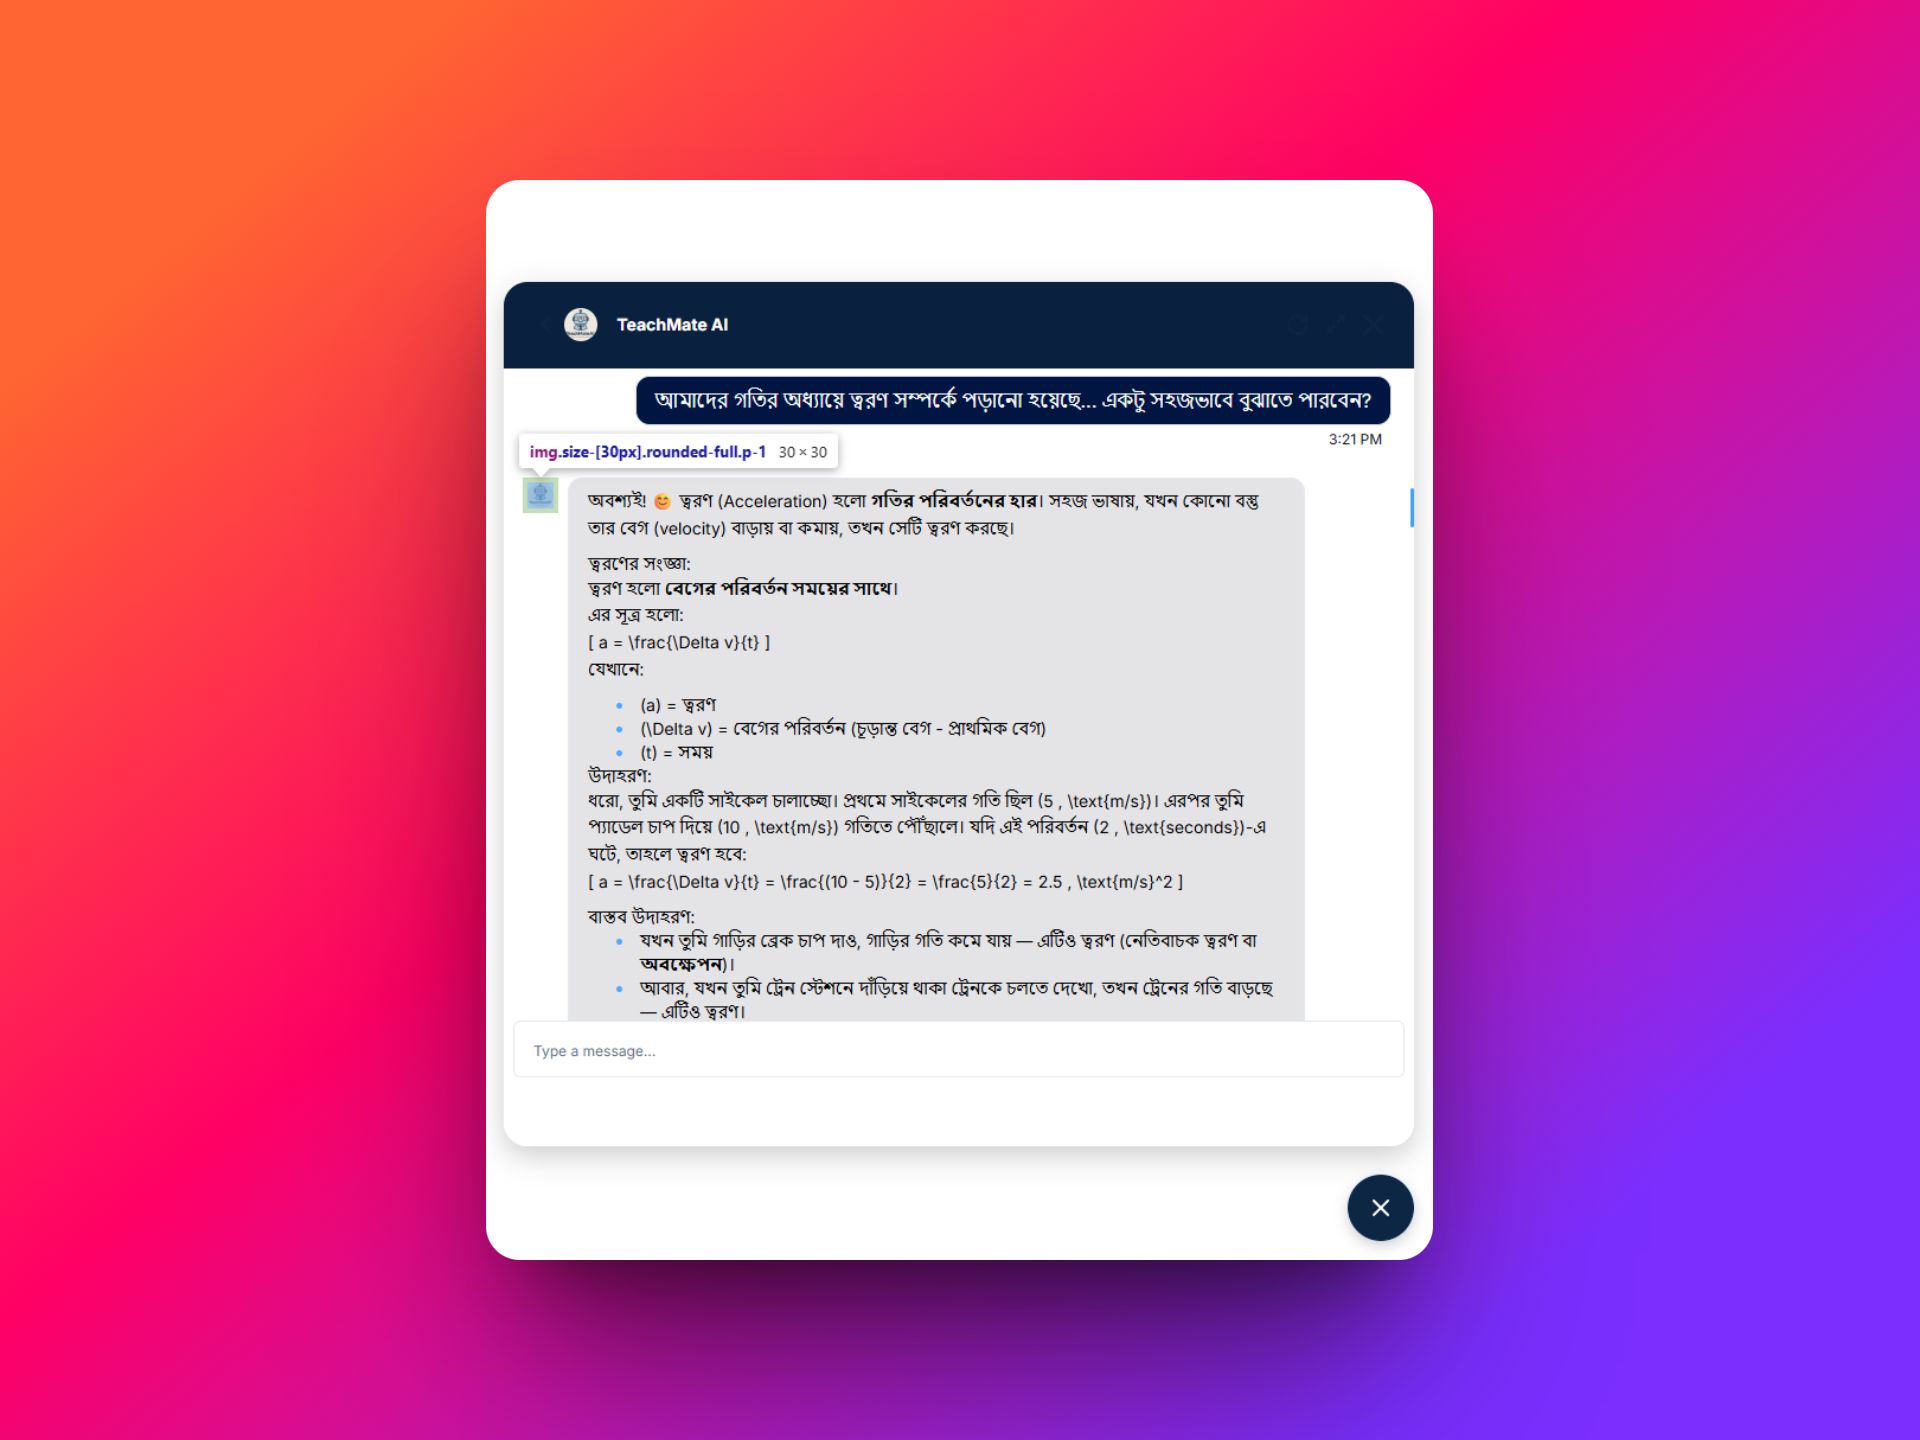 TeachMate AI
আমাদের গতির অধ্যায়ে ত্বরণ সম্পর্কে পড়ানো হয়েছে... একটু সহজভাবে বুঝাতে পারবেন?
3:21 PM
img.size-[30px].rounded-full.p-1 30 × 30
অবশ্যই! 😊 ত্বরণ (Acceleration) হলো গতির পরিবর্তনের হার। সহজ ভাষায়, যখন কোনো বস্তু
তার বেগ (velocity) বাড়ায় বা কমায়, তখন সেটি ত্বরণ করছে।
ত্বরণের সংজ্ঞা:
ত্বরণ হলো বেগের পরিবর্তন সময়ের সাথে।
এর সূত্র হলো:
[ a = \frac{\Delta v}{t} ]
যেখানে:
• (a) = ত্বরণ
• (\Delta v) = বেগের পরিবর্তন (চূড়ান্ত বেগ - প্রাথমিক বেগ)
• (t) = সময়
উদাহরণ:
ধরো, তুমি একটি সাইকেল চালাচ্ছো। প্রথমে সাইকেলের গতি ছিল (5 , \text{m/s})। এরপর তুমি
প্যাডেল চাপ দিয়ে (10 , \text{m/s}) গতিতে পৌঁছালে। যদি এই পরিবর্তন (2 , \text{seconds})-এ
ঘটে, তাহলে ত্বরণ হবে:
[ a = \frac{\Delta v}{t} = \frac{(10 - 5)}{2} = \frac{5}{2} = 2.5 , \text{m/s}^2 ]
বাস্তব উদাহরণ:
• যখন তুমি গাড়ির ব্রেক চাপ দাও, গাড়ির গতি কমে যায় — এটিও ত্বরণ (নেতিবাচক ত্বরণ বা
অবক্ষেপন)।
• আবার, যখন তুমি ট্রেন স্টেশনে দাঁড়িয়ে থাকা ট্রেনকে চলতে দেখো, তখন ট্রেনের গতি বাড়ছে
— এটিও ত্বরণ।
Type a message...